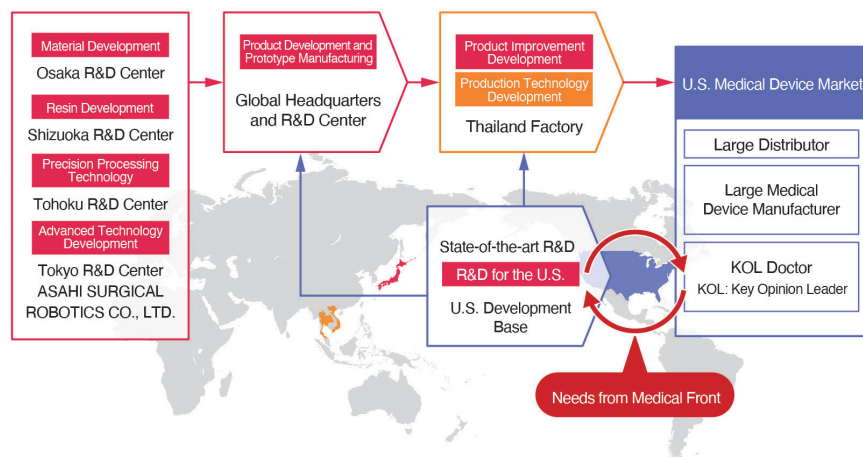 Material Development
Osaka R&D Center
Resin Development
Shizuoka R&D Center
Precision Processing
Technology
Tohoku R&D Center
Advanced Technology
Development
Tokyo R&D Center
ASAHI SURGICAL
ROBOTICS CO., LTD.
Product Development and
Prototype Manufacturing
Global Headquarters
and R&D Center
Product Improvement
Development
Production Technology
Development
Thailand Factory
U.S. Medical Device Market
Large Distributor
Large Medical
Device Manufacturer
KOL Doctor
KOL: Key Opinion Leader
State-of-the-art R&D
R&D for the U.S.
U.S. Development
Base
Needs from Medical Front